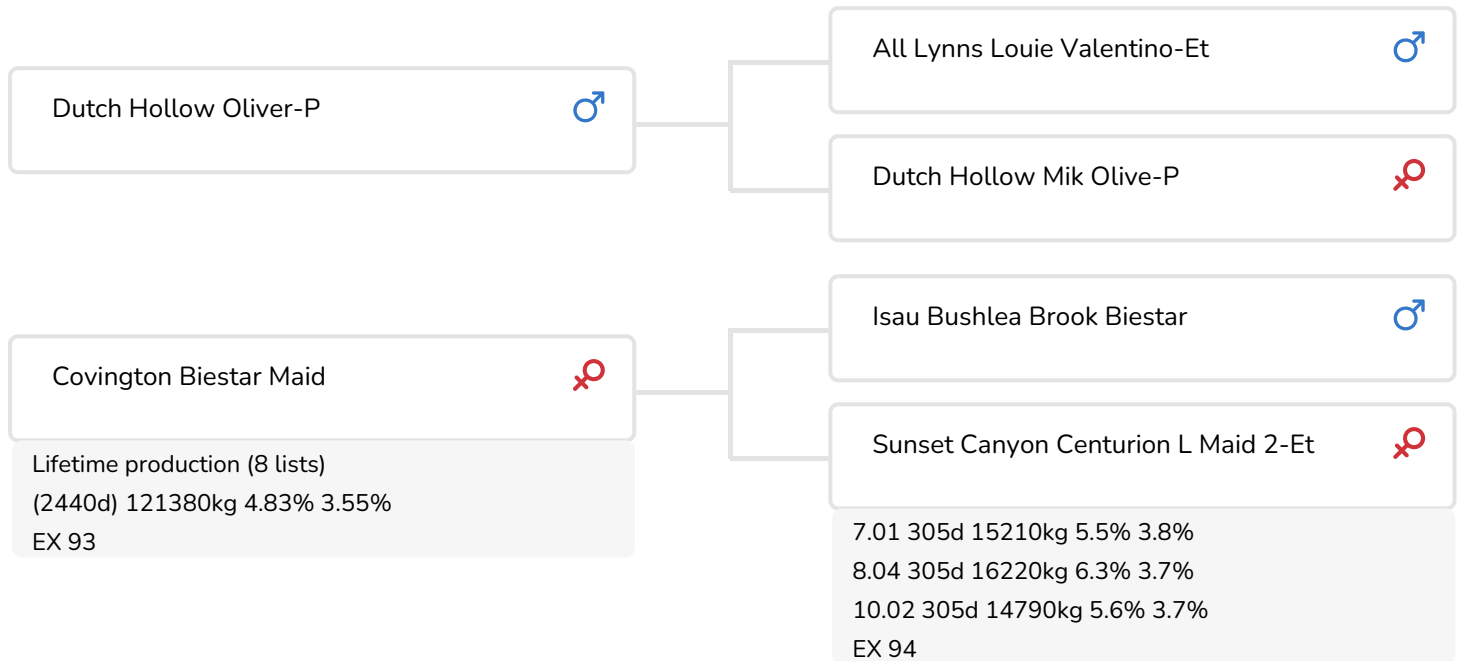 Dutch Hollow Oliver-P
All Lynns Louie Valentino-Et
Dutch Hollow Mik Olive-P
Covington Biestar Maid
Lifetime production (8 lists)
(2440d) 121380kg 4.83% 3.55%
EX 93
Isau Bushlea Brook Biestar
Sunset Canyon Centurion L Maid 2-Et
7.01 305d 15210kg 5.5% 3.8%
8.04 305d 16220kg 6.3% 3.7%
10.02 305d 14790kg 5.6% 3.7%
EX 94